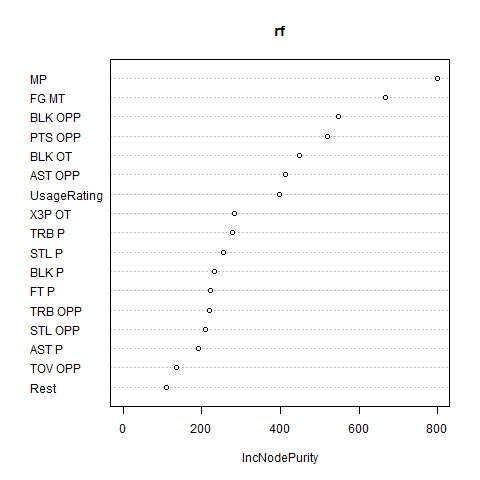 rf
MP
FG MT
BLK OPP
PTS OPP
BLK OT
AST OPP
UsageRating
X3P OT
TRB P
STL P
BLK P
FT P
TRB OPP
STL OPP
AST P
TOV OPP
Rest
0 200 400 600 800
IncNodePurity